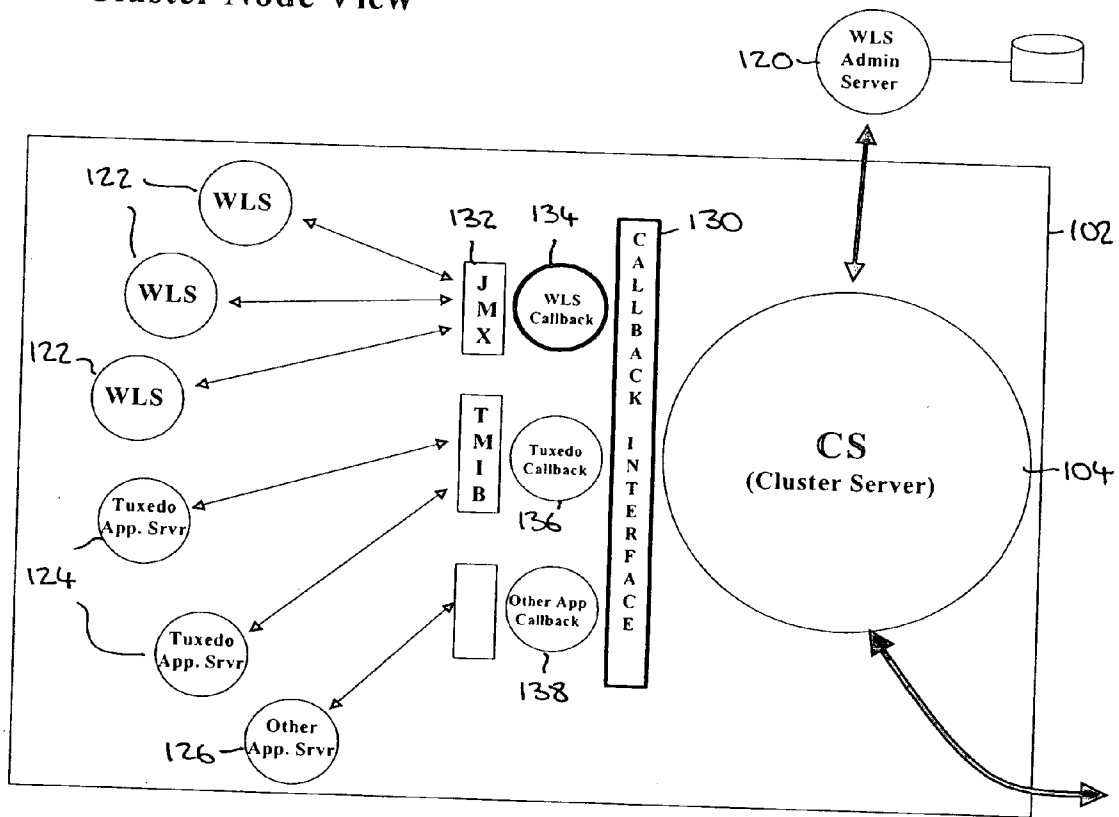 Cluster Node View
WLS
Admin
Server
120
122
WLS
132
134
130
102
WLS
J
M
X
WLS
Callback
CALLBACK INTERFACE
122
WLS
T
M
I
B
Tuxedo
Callback
136
CS
(Cluster Server)
104
Tuxedo
App. Srvr
124
Tuxedo
App. Srvr
Other App
Callback
138
Other
App. Srvr
126